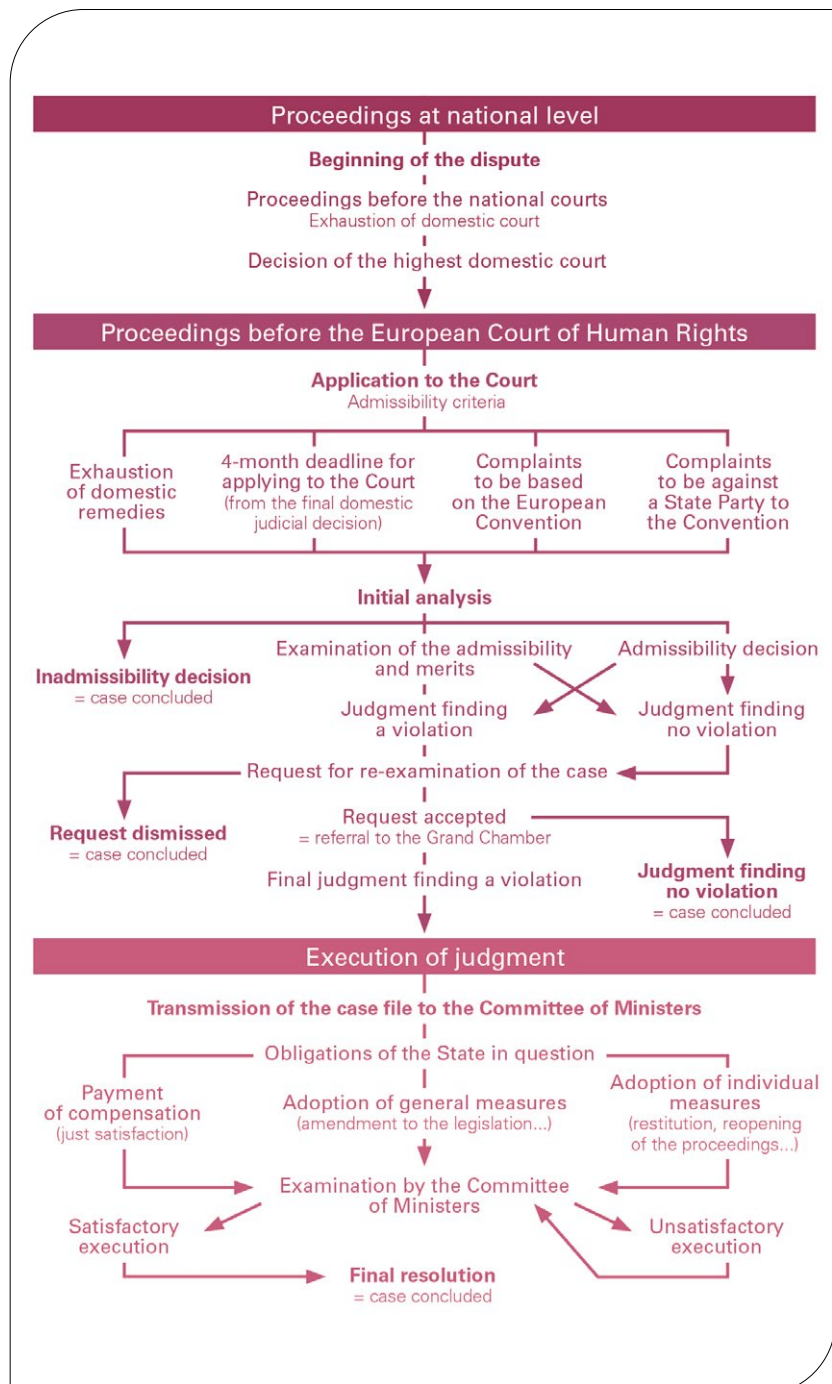 Proceedings at national level
Beginning of the dispute
Proceedings before the national courts
Exhaustion of domestic court
Decision of the highest domestic court
Proceedings before the European Court of Human Rights
Application to the Court
Admissibility criteria
Exhaustion
of domestic
remedies
4-month deadline for
applying to the Court
(from the final domestic
judicial decision)
Complaints
to be based
on the European
Convention
Complaints
to be against
a State Party to
the Convention
Initial analysis
Inadmissibility decision
= case concluded
Examination of the admissibility
and merits
Admissibility decision
Judgment finding
a violation
Judgment finding
no violation
Request for re-examination of the case
Request dismissed
= case concluded
Request accepted
= referral to the Grand Chamber
Judgment finding
no violation
= case concluded
Final judgment finding a violation
Execution of judgment
Transmission of the case file to the Committee of Ministers
Obligations of the State in question
Payment
of compensation
(just satisfaction)
Adoption of general measures
(amendment to the legislation...)
Adoption of individual
measures
(restitution, reopening
of the proceedings...)
Examination by the Committee
of Ministers
Satisfactory
execution
Unsatisfactory
execution
Final resolution
= case concluded